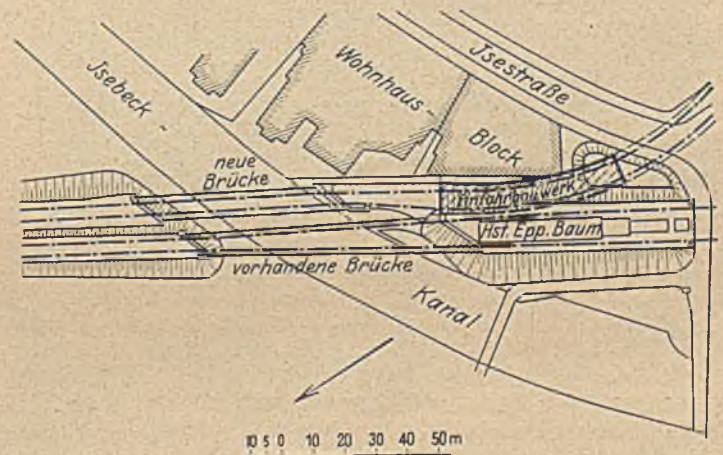 Jsebeck -
Wohnhaus -
Block
Jsestraße
neue
Brücke
Einfahrbauwerk
Hst. Epp. Baum
vorhandene Brücke
Kanal
10 5 0 10 20 30 40 50m